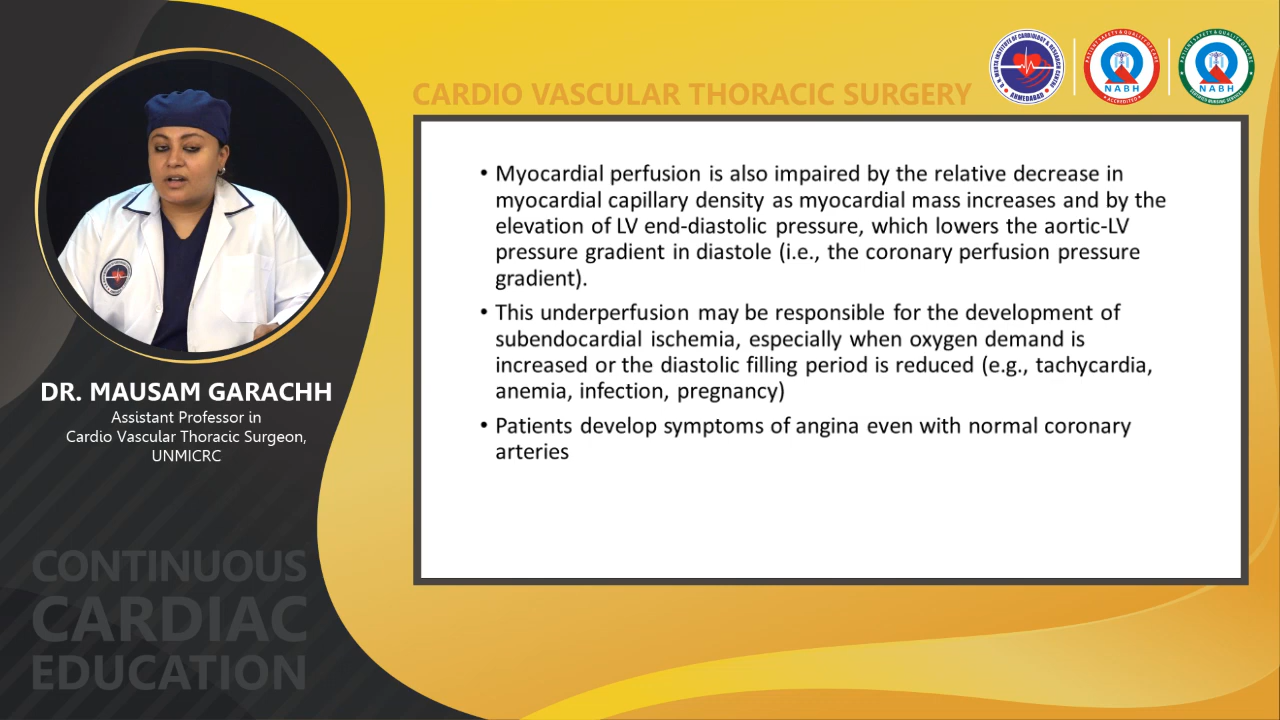 CARDIO VASCULAR THORACIC SURGERY
NABH
NABH
• Myocardial perfusion is also impaired by the relative decrease in
myocardial capillary density as myocardial mass increases and by the
elevation of LV end-diastolic pressure, which lowers the aortic-LV
pressure gradient in diastole (i.e., the coronary perfusion pressure
gradient).
• This underperfusion may be responsible for the development of
subendocardial ischemia, especially when oxygen demand is
increased or the diastolic filling period is reduced (e.g., tachycardia,
anemia, infection, pregnancy)
• Patients develop symptoms of angina even with normal coronary
arteries
DR. MAUSAM GARACHH
Assistant Professor in
Cardio Vascular Thoracic Surgeon,
UNMICRC
CONTINUOUS
CARDIAC
EDUCATION